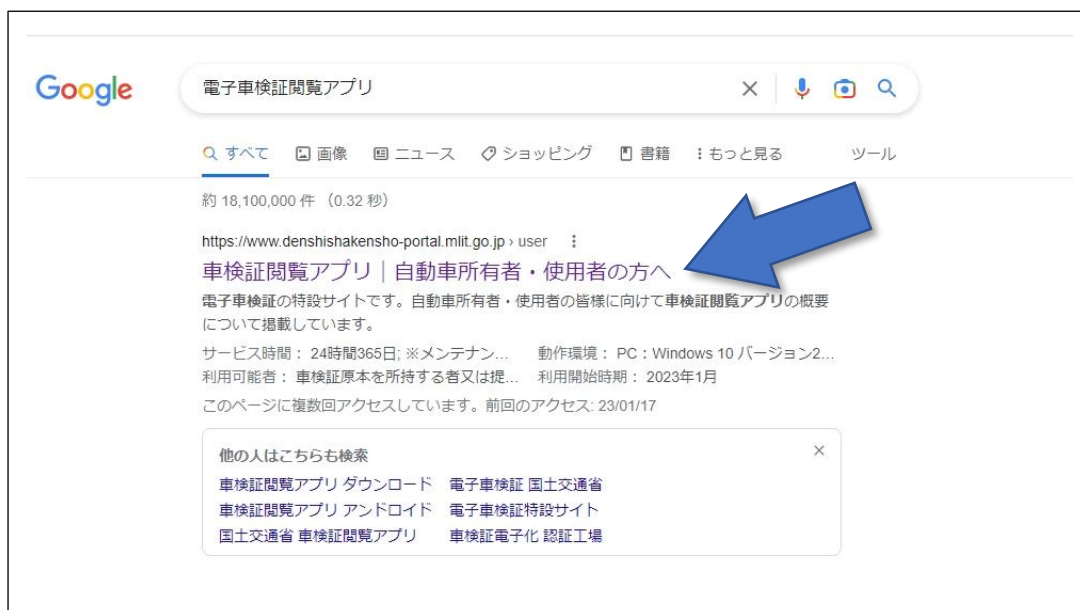 Google
電子車検証閲覧アプリ
すべて 画像 ニュース ショッピング 書籍 もっと見る ツール
約 18,100,000 件 （0.32 秒）
https://www.denshishakensho-portal.mlit.go.jp › user
車検証閲覧アプリ｜自動車所有者・使用者の方へ
電子車検証の特設サイトです。自動車所有者・使用者の皆様に向けて車検証閲覧アプリの概要
について掲載しています。
サービス時間： 24時間365日; ※メンテナン... 動作環境： PC：Windows 10 バージョン2...
利用可能者： 車検証原本を所持する者又は提... 利用開始時期： 2023年1月
このページに複数回アクセスしています。前回のアクセス: 23/01/17
他の人はこちらも検索
車検証閲覧アプリ ダウンロード 電子車検証 国土交通省
車検証閲覧アプリ アンドロイド 電子車検証特設サイト
国土交通省 車検証閲覧アプリ 車検証電子化 認証工場